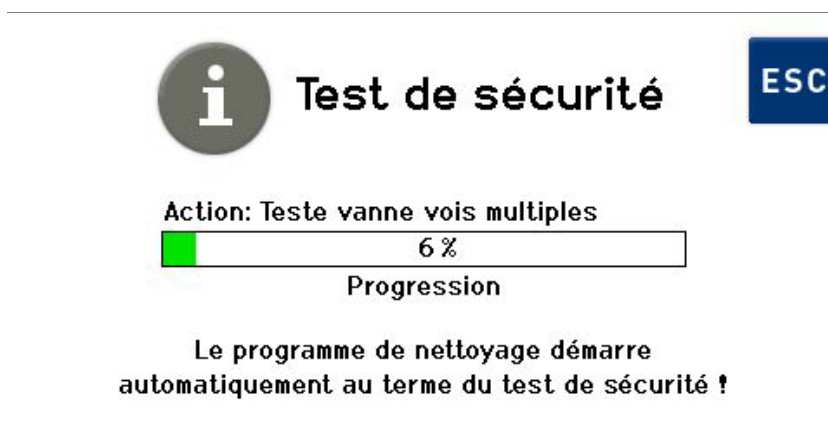 i
Test de sécurité
ESC
Action: Teste vanne vois multiples
6 %
Progression
Le programme de nettoyage démarre
automatiquement au terme du test de sécurité !